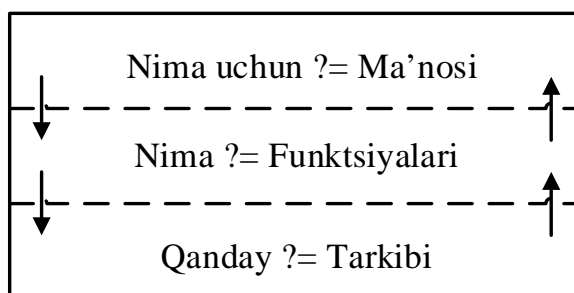 Nima uchun ?= Ma’nosi
Nima ?= Funktsiyalari
Qanday ?= Tarkibi